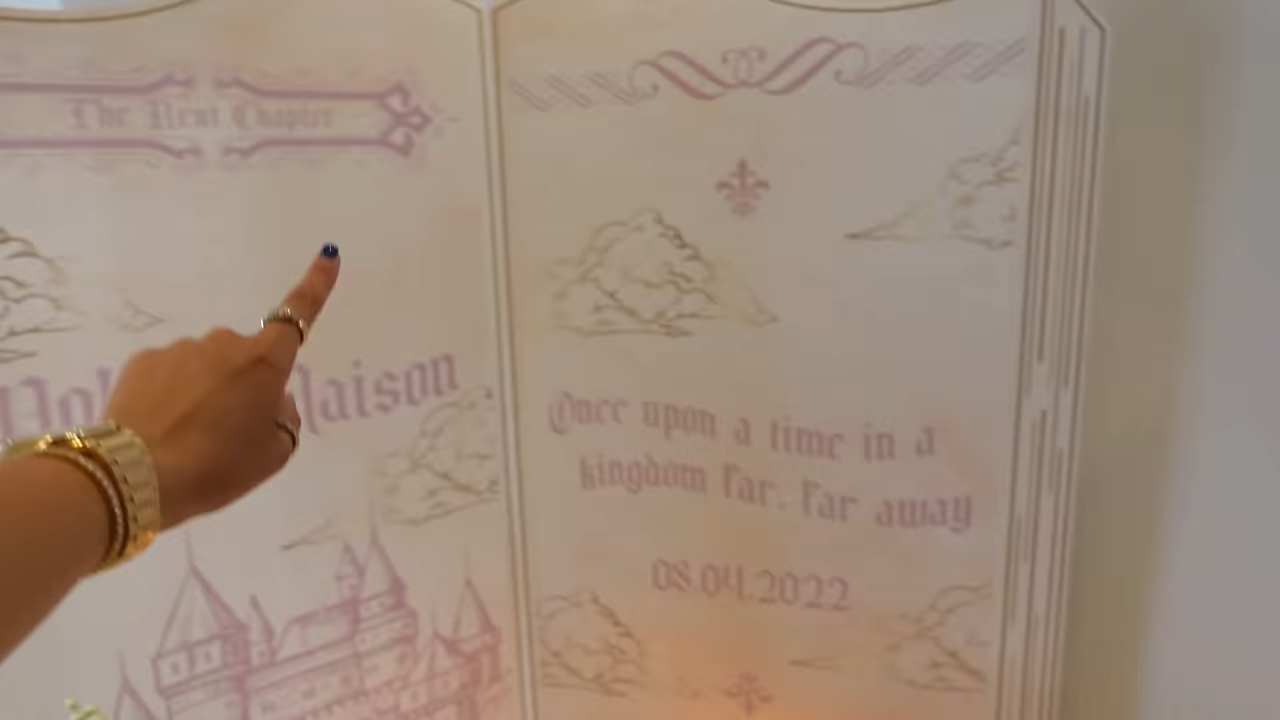 The Next Chapter
Maison
Once upon a time in a
kingdom far, far away
08.04.2022